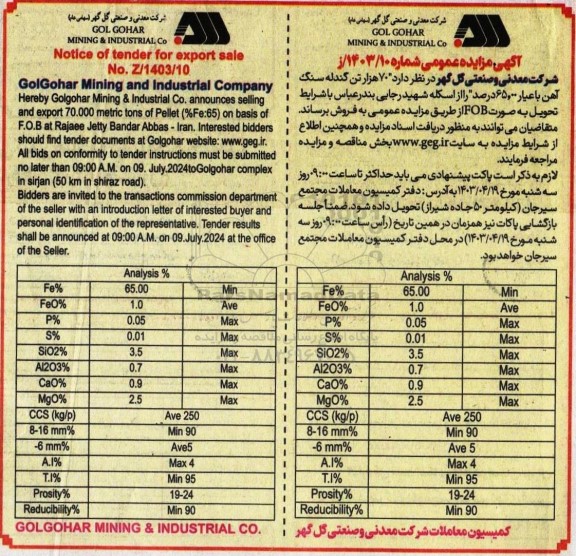 شرکت معدنی و صنعتی گل گهر (سهامی عام)
GOL GOHAR
MINING & INDUSTRIAL Co
Notice of tender for export sale
No. Z/1403/10
GolGohar Mining and Industrial Company
Hereby Golgohar Mining & Industrial Co. announces selling
and export 70.000 metric tons of Pellet (%Fe:65) on basis of
F.O.B at Rajaee Jetty Bandar Abbas - Iran. Interested bidders
should find tender documents at Golgohar website: www.geg.ir.
All bids on conformity to tender instructions must be submitted
no later than 09:00 A.M. on 09. July.2024toGolgohar complex
in sirjan (50 km in shiraz road).
Bidders are invited to the transactions commission department
of the seller with an introduction letter of interested buyer and
personal identification of the representative. Tender results
shall be announced at 09:00 A.M. on 09.July.2024 at the office
of the Seller.
Analysis %
Fe% 65.00 Min
FeO% 1.0 Ave
P% 0.05 Max
S% 0.01 Max
SiO2% 3.5 Max
Al2O3% 0.7 Max
CaO% 0.9 Max
MgO% 2.5 Max
CCS (kg/p) Ave 250
8-16 mm% Min 90
-6 mm% Ave5
A.I% Max 4
T.I% Min 95
Prosity% 19-24
Reducibility% Min 90
GOLGOHAR MINING & INDUSTRIAL CO.
شرکت معدنی و صنعتی گل گهر (سهامی عام)
GOL GOHAR
MINING & INDUSTRIAL Co
آگهی مزایده عمومی شماره ۱۴۰۳/۱۰/ز
شرکت معدنی و صنعتی گل گهر در نظر دارد "۷۰ هزار تن گندله سنگ
آهن با عیار ۶۵.۰۰ درصد" را از اسکله شهید رجایی بندرعباس با شرایط
تحویل به صورت FOB از طریق مزایده عمومی به فروش برساند.
متقاضیان می توانند به منظور دریافت اسناد مزایده و همچنین اطلاع
از شرایط مزایده به سایت www.geg.ir بخش مناقصه و مزایده
مراجعه فرمایند.
لازم به ذکر است پاکت پیشنهادی می باید حداکثر تا ساعت ۰۹:۰۰ روز
سه شنبه مورخ ۱۴۰۳/۰۴/۱۹ به آدرس: دفتر کمیسیون معاملات مجتمع
سیرجان (کیلومتر ۵۰ جاده شیراز) تحویل داده شود. ضمناً جلسه
بازگشایی پاکات نیز همزمان در همین تاریخ (رأس ساعت ۰۹:۰۰ روز سه
شنبه مورخ ۱۴۰۳/۰۴/۱۹) در محل دفتر کمیسیون معاملات مجتمع
سیرجان خواهد بود.
Analysis %
Fe% 65.00 Min
FeO% 1.0 Ave
P% 0.05 Max
S% 0.01 Max
SiO2% 3.5 Max
Al2O3% 0.7 Max
CaO% 0.9 Max
MgO% 2.5 Max
CCS (kg/p) Ave 250
8-16 mm% Min 90
-6 mm% Ave 5
A.I% Max 4
T.I% Min 95
Prosity% 19-24
Reducibility% Min 90
کمیسیون معاملات شرکت معدنی و صنعتی گل گهر